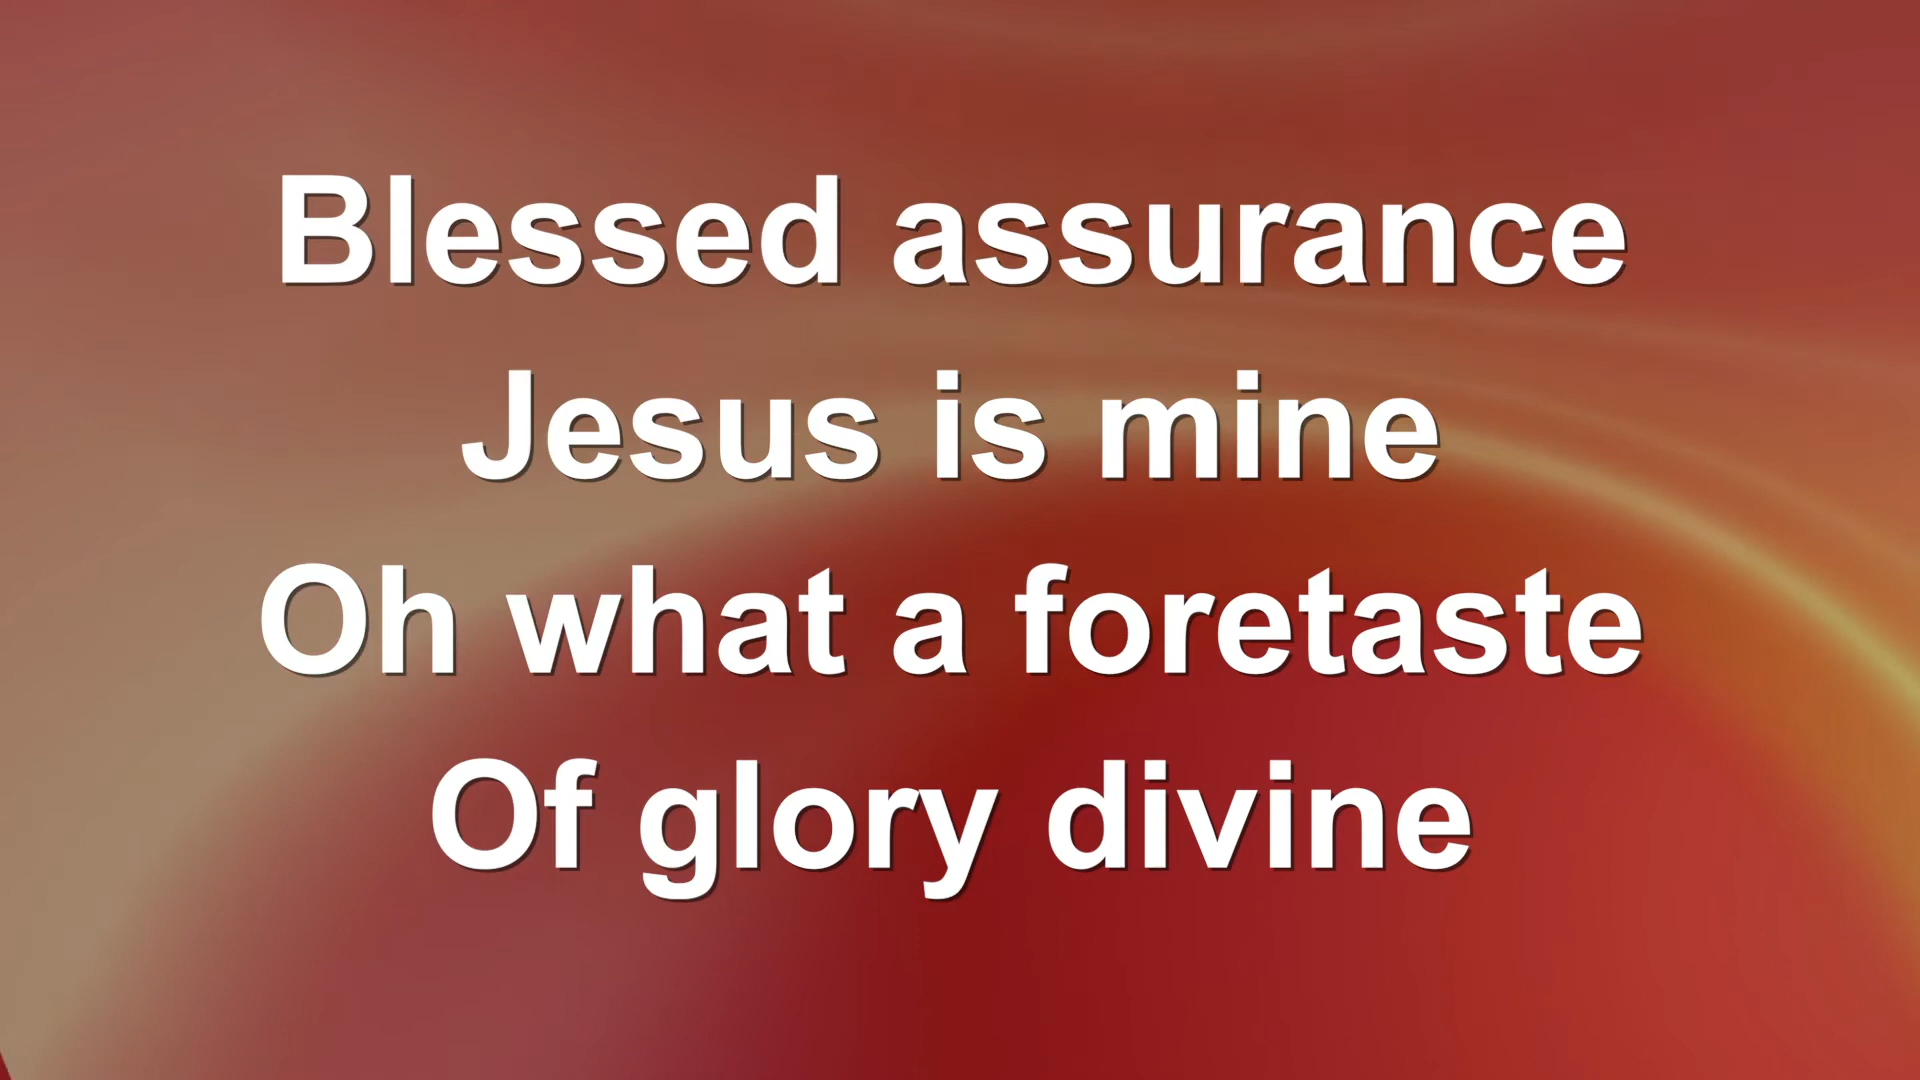 Blessed assurance
Jesus is mine
Oh what a foretaste
Of glory divine